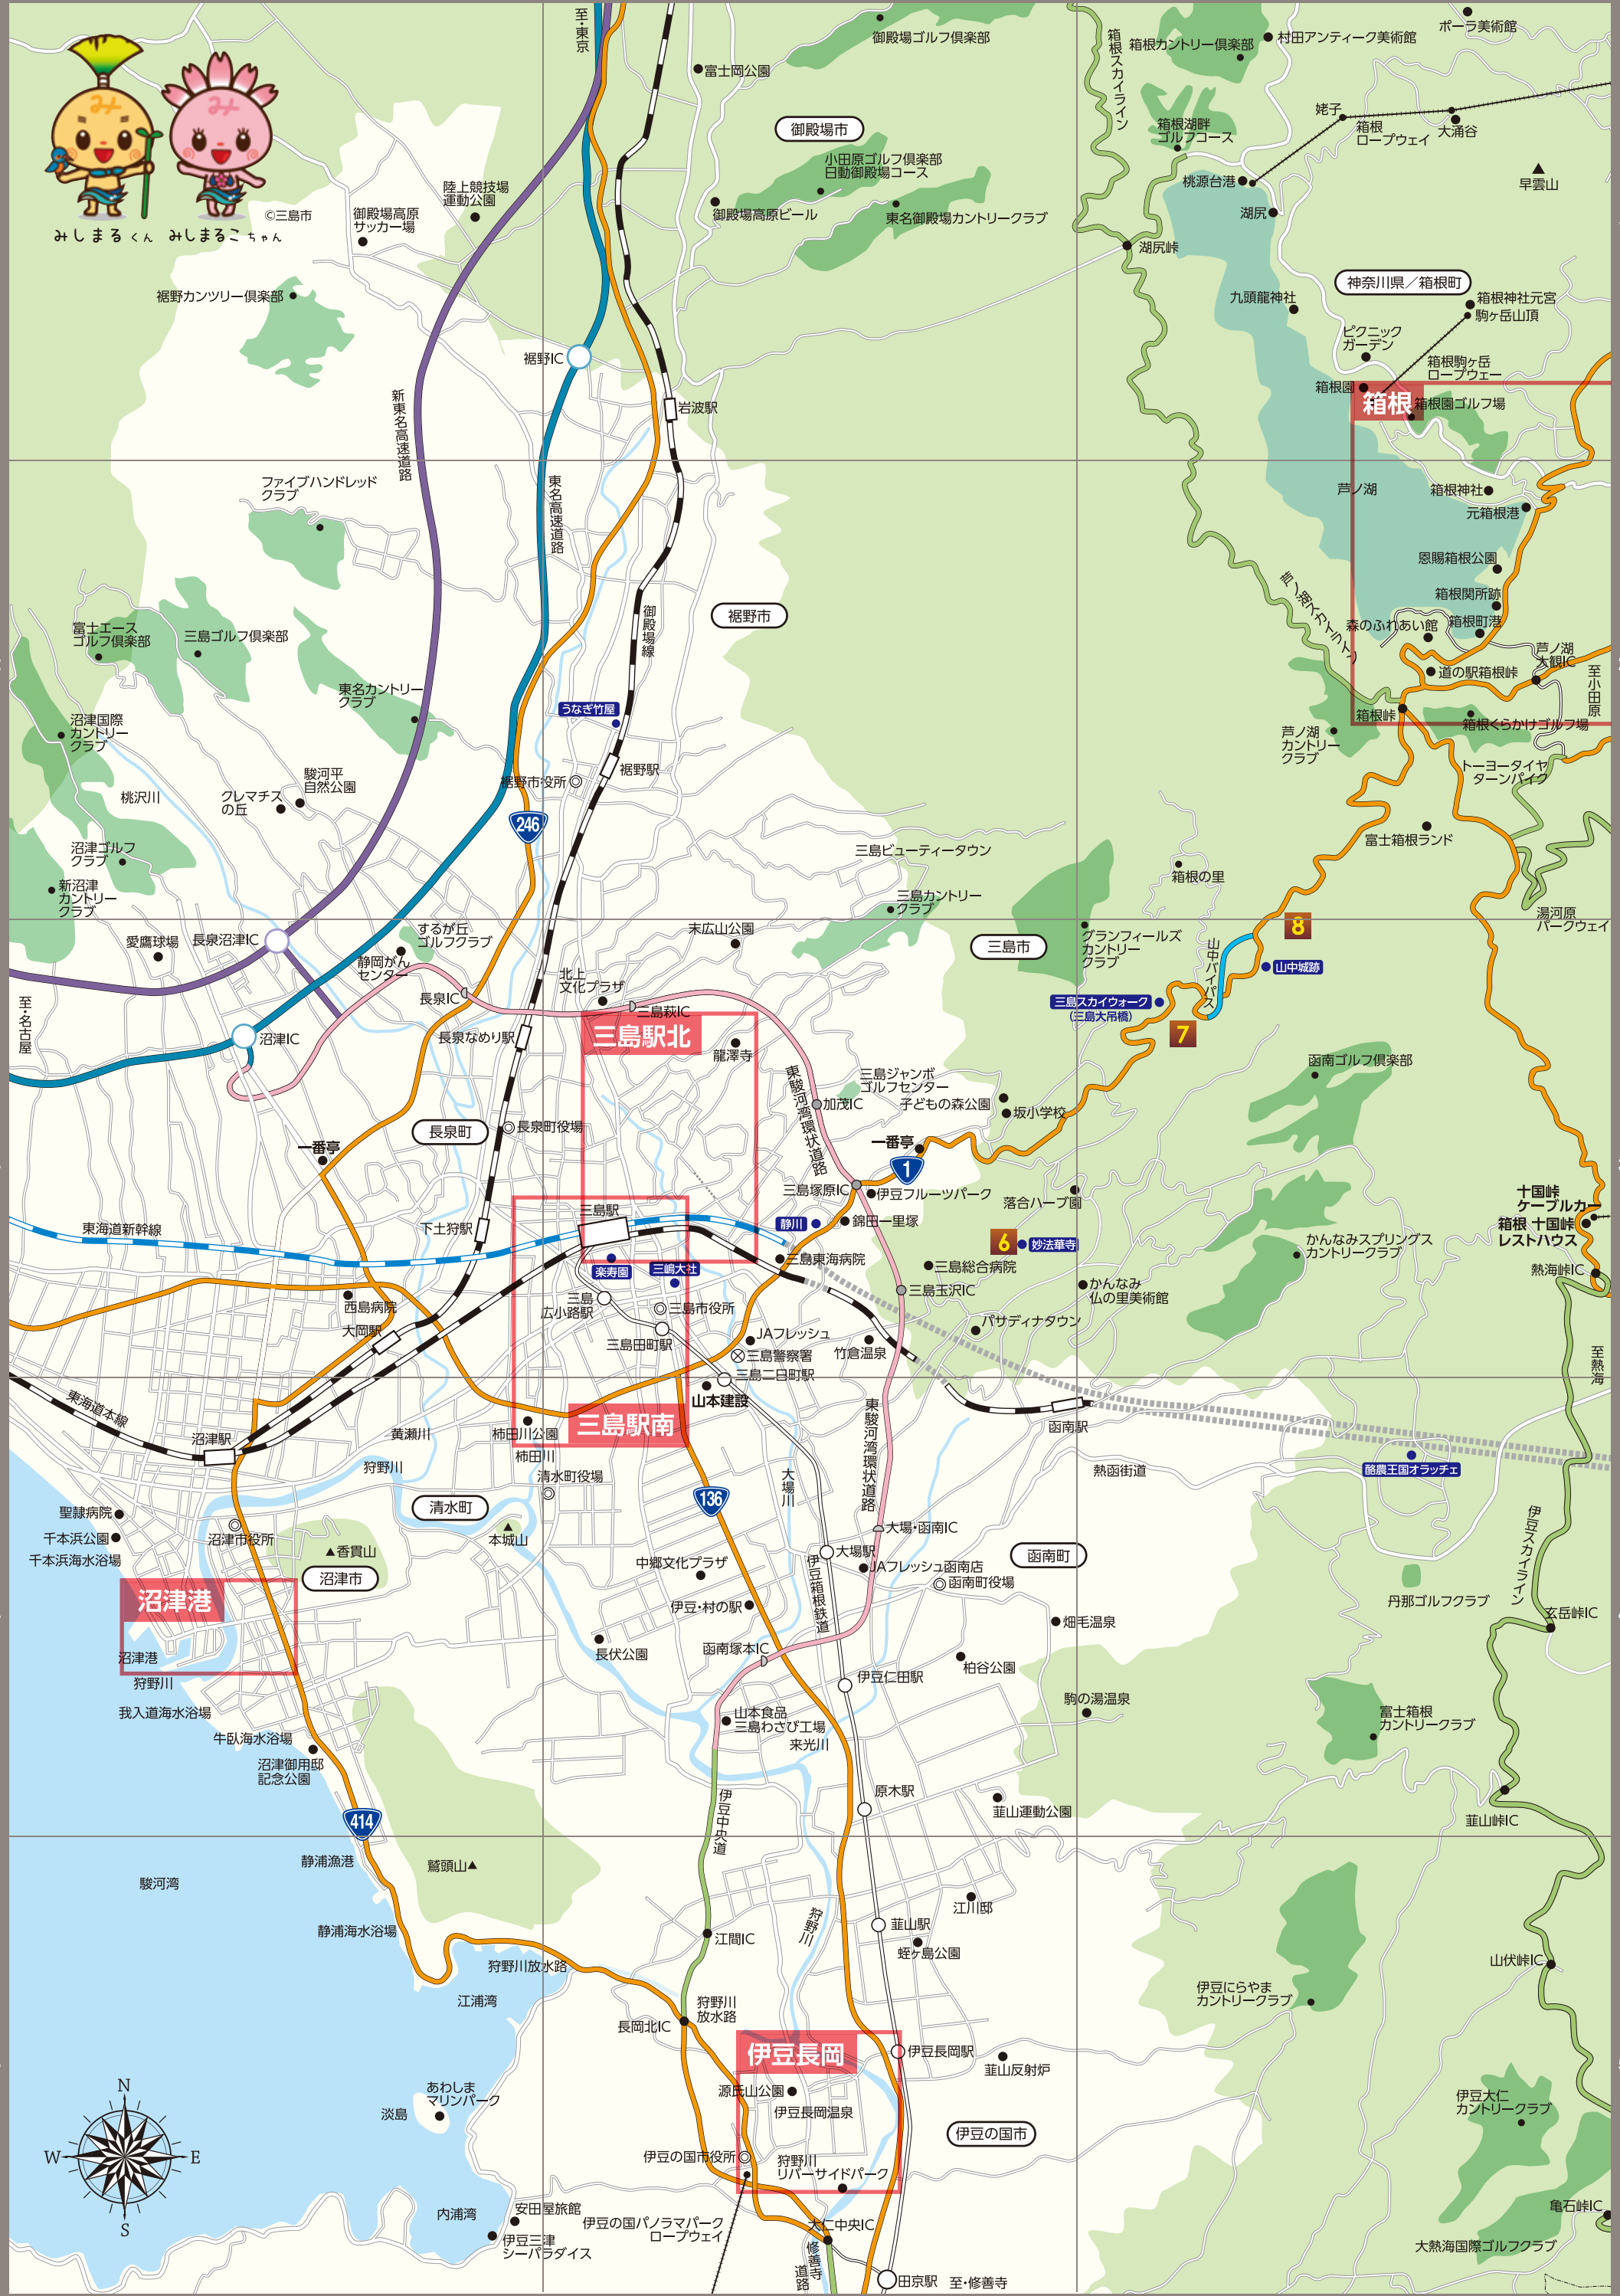 至・東京
御殿場ゴルフ倶楽部
箱根スカイライン
箱根カントリー倶楽部
村田アンティーク美術館
ポーラ美術館
富士岡公園
御殿場市
箱根湖畔
ゴルフコース
姥子
箱根
ロープウェイ
大涌谷
早雲山
小田原ゴルフ倶楽部
日動御殿場コース
陸上競技場
運動公園
桃源台港
湖尻
み
み
©三島市
みしまるくん
みしまるこちゃん
御殿場高原
サッカー場
御殿場高原ビール
東名御殿場カントリークラブ
湖尻峠
神奈川県／箱根町
裾野カンツリー倶楽部
九頭龍神社
箱根神社元宮
駒ヶ岳山頂
ピクニック
ガーデン
裾野IC
箱根駒ヶ岳
ロープウェー
箱根園
箱根
箱根園ゴルフ場
新東名高速道路
岩波駅
ファイブハンドレッド
クラブ
東名高速道路
芦ノ湖
箱根神社
元箱根港
恩賜箱根公園
箱根関所跡
芦ノ湖スカイライン
御殿場線
裾野市
富士エース
ゴルフ倶楽部
三島ゴルフ倶楽部
森のふれあい館
箱根町港
芦ノ湖
大観IC
至小田原
道の駅箱根峠
東名カントリー
クラブ
うなぎ竹屋
沼津国際
カントリー
クラブ
箱根峠
箱根くらかけゴルフ場
芦ノ湖
カントリー
クラブ
トーヨータイヤ
ターンパイク
裾野駅
裾野市役所
駿河平
自然公園
桃沢川
クレマチス
の丘
246
富士箱根ランド
沼津ゴルフ
クラブ
三島ビューティータウン
箱根の里
新沼津
カントリー
クラブ
三島カントリー
クラブ
湯河原
パークウェイ
8
愛鷹球場
長泉沼津IC
するが丘
ゴルフクラブ
末広山公園
三島市
グランフィールズ
カントリー
クラブ
山中バイパス
山中城跡
静岡がん
センター
北上
文化プラザ
長泉IC
三島萩IC
三島スカイウォーク
(三島大吊橋)
7
至・名古屋
沼津IC
長泉なめり駅
三島駅北
龍澤寺
東駿河湾環状道路
三島ジャンボ
ゴルフセンター
函南ゴルフ倶楽部
加茂IC
子どもの森公園
坂小学校
長泉町
長泉町役場
一番亭
一番亭
1
三島塚原IC
伊豆フルーツパーク
落合ハーブ園
十国峠
ケーブルカー
箱根 十国峠
レストハウス
東海道新幹線
下土狩駅
三島駅
静川
錦田一里塚
6
妙法華寺
かんなみスプリングス
カントリークラブ
三島東海病院
三島総合病院
熱海峠IC
楽寿園
三嶋大社
三島玉沢IC
かんなみ
仏の里美術館
西島病院
三島
広小路駅
三島市役所
大岡駅
三島田町駅
JAフレッシュ
三島警察署
竹倉温泉
パサディナタウン
三島二日町駅
山本建設
至熱海
東海道本線
沼津駅
黄瀬川
柿田川公園
三島駅南
柿田川
函南駅
狩野川
清水町役場
大場川
東駿河湾環状道路
熱函街道
酪農王国オラッチェ
清水町
136
聖隷病院
千本浜公園
千本浜海水浴場
沼津市役所
香貫山
本城山
大場・函南IC
伊豆スカイライン
沼津市
中郷文化プラザ
大場駅
JAフレッシュ函南店
函南町
函南町役場
伊豆箱根鉄道
沼津港
沼津港
伊豆・村の駅
畑毛温泉
丹那ゴルフクラブ
玄岳峠IC
長伏公園
函南塚本IC
柏谷公園
狩野川
伊豆仁田駅
我入道海水浴場
山本食品
三島わさび工場
駒の湯温泉
富士箱根
カントリークラブ
牛臥海水浴場
来光川
沼津御用邸
記念公園
原木駅
伊豆中央道
韮山運動公園
414
韮山峠IC
静浦漁港
鷲頭山
駿河湾
江川邸
狩野川
静浦海水浴場
韮山駅
江間IC
蛭ヶ島公園
狩野川放水路
山伏峠IC
江浦湾
伊豆にらやま
カントリークラブ
狩野川
放水路
長岡北IC
伊豆長岡
伊豆長岡駅
韮山反射炉
N
W
E
S
あわしま
マリンパーク
淡島
源氏山公園
伊豆長岡温泉
伊豆の国市
伊豆大仁
カントリークラブ
伊豆の国市役所
狩野川
リバーサイドパーク
内浦湾
安田屋旅館
伊豆三津
シーパラダイス
伊豆の国パノラマパーク
ロープウェイ
大仁中央IC
修善寺
道路
亀石峠IC
大熱海国際ゴルフクラブ
田京駅
至・修善寺